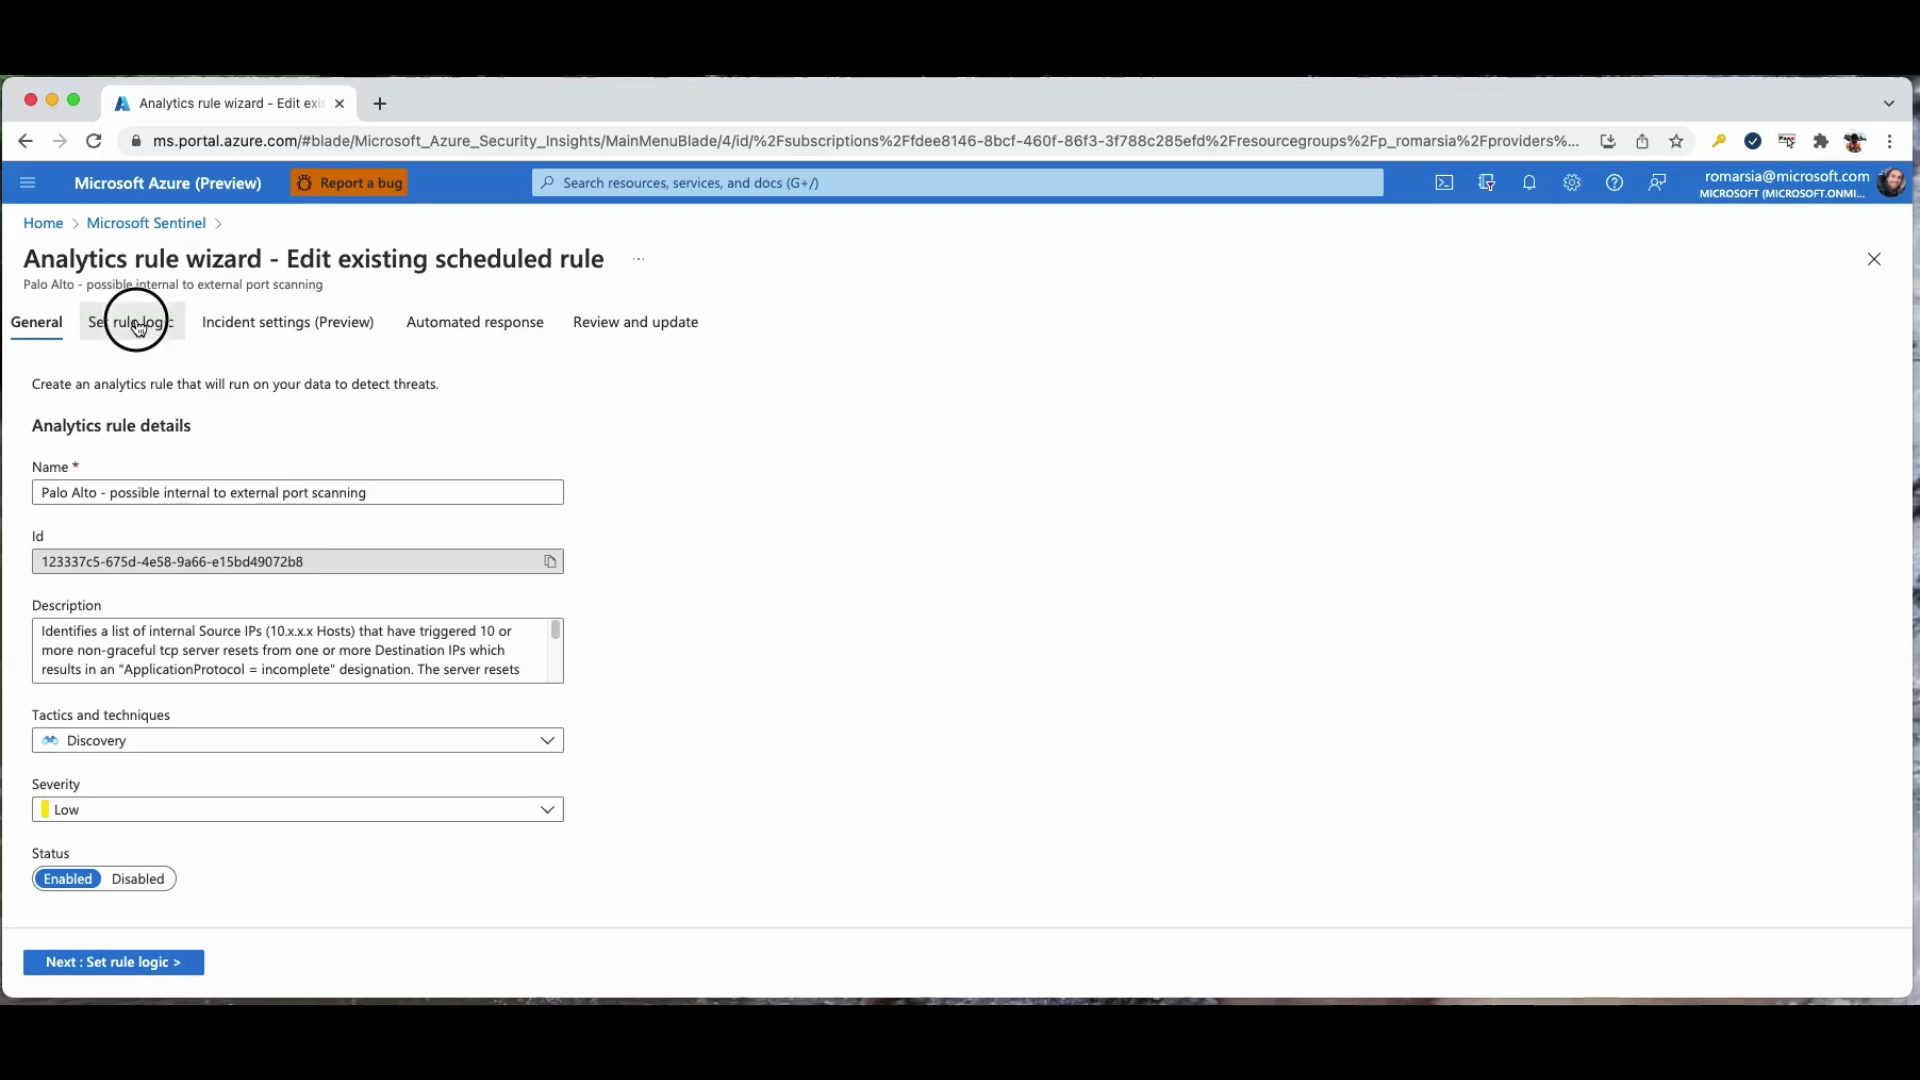 Analytics rule wizard - Edit exis
ms.portal.azure.com/#blade/Microsoft_Azure_Security_Insights/MainMenuBlade/4/id/%2Fsubscriptions%2Ffdee8146-8bcf-460f-86f3-3f788c285efd%2Fresourcegroups%2Fp_romarsia%2Fproviders%...
Microsoft Azure (Preview)
Report a bug
Search resources, services, and docs (G+/)
romarsia@microsoft.com
MICROSOFT (MICROSOFT.ONMI...
Home > Microsoft Sentinel >
Analytics rule wizard - Edit existing scheduled rule ...
Palo Alto - possible internal to external port scanning
General Set rule logic Incident settings (Preview) Automated response Review and update
Create an analytics rule that will run on your data to detect threats.
Analytics rule details
Name *
Palo Alto - possible internal to external port scanning
Id
123337c5-675d-4e58-9a66-e15bd49072b8
Description
Identifies a list of internal Source IPs (10.x.x.x Hosts) that have triggered 10 or
more non-graceful tcp server resets from one or more Destination IPs which
results in an "ApplicationProtocol = incomplete" designation. The server resets
Tactics and techniques
Discovery
Severity
Low
Status
Enabled Disabled
Next : Set rule logic >